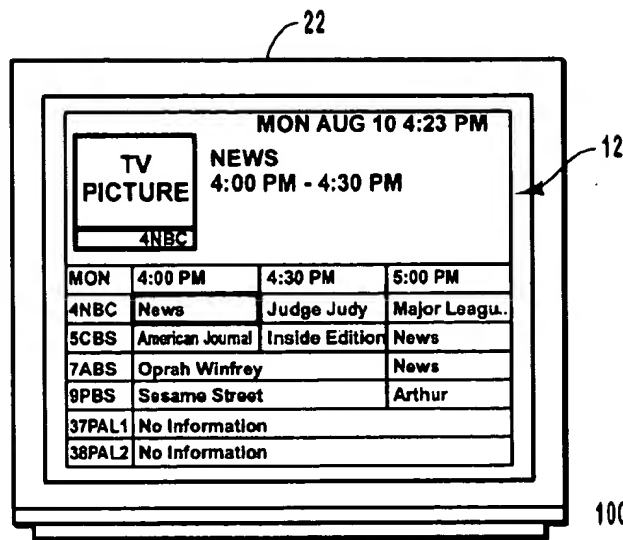 22
12
MON AUG 10 4:23 PM
TV
PICTURE
4NBC
NEWS
4:00 PM - 4:30 PM
MON 4:00 PM 4:30 PM 5:00 PM
4NBC News Judge Judy Major Leagu..
5CBS American Journal Inside Edition News
7ABS Oprah Winfrey News
9PBS Sesame Street Arthur
37PAL1 No Information
38PAL2 No Information
100